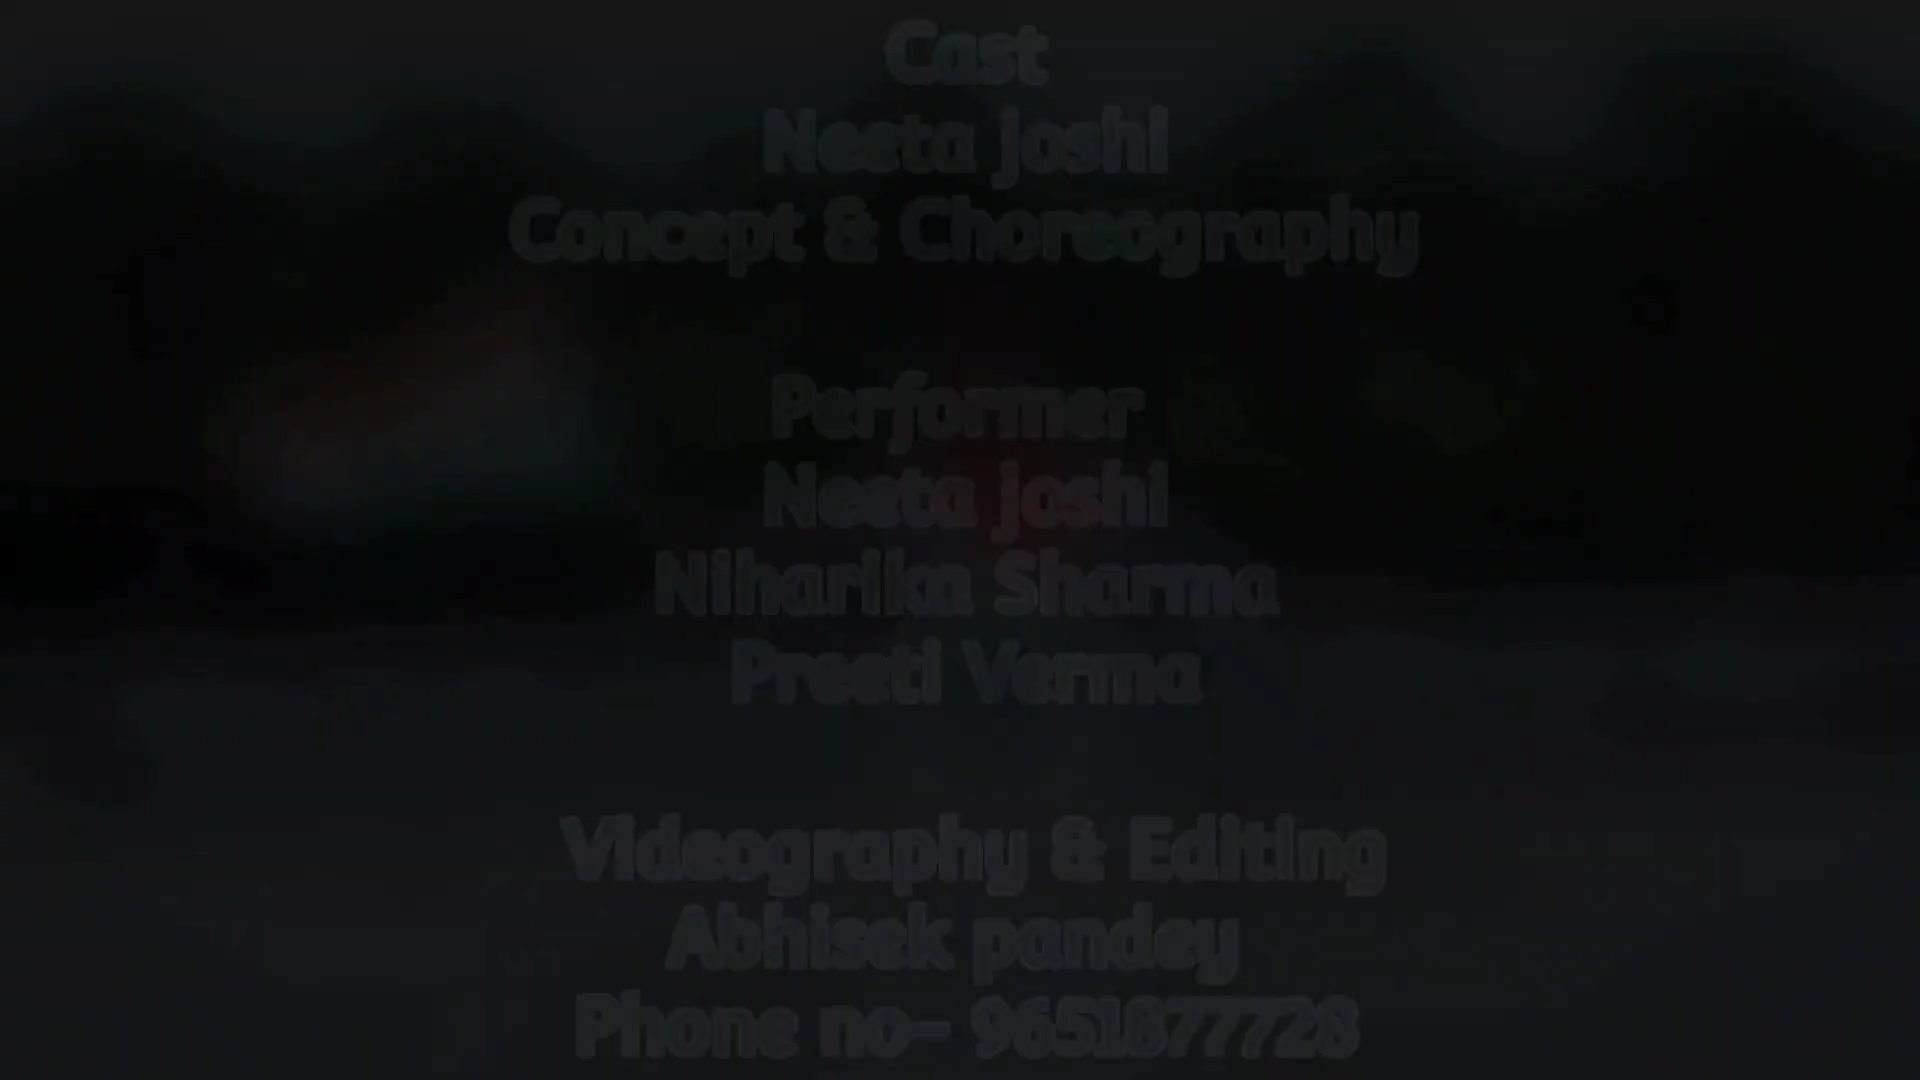 Cast
Neeta Joshi
Concept & Choreography
Performer
Neeta Joshi
Niharika Sharma
Preeti Verma
Videography & Editing
Abhisek pandey
Phone no- 9651877728